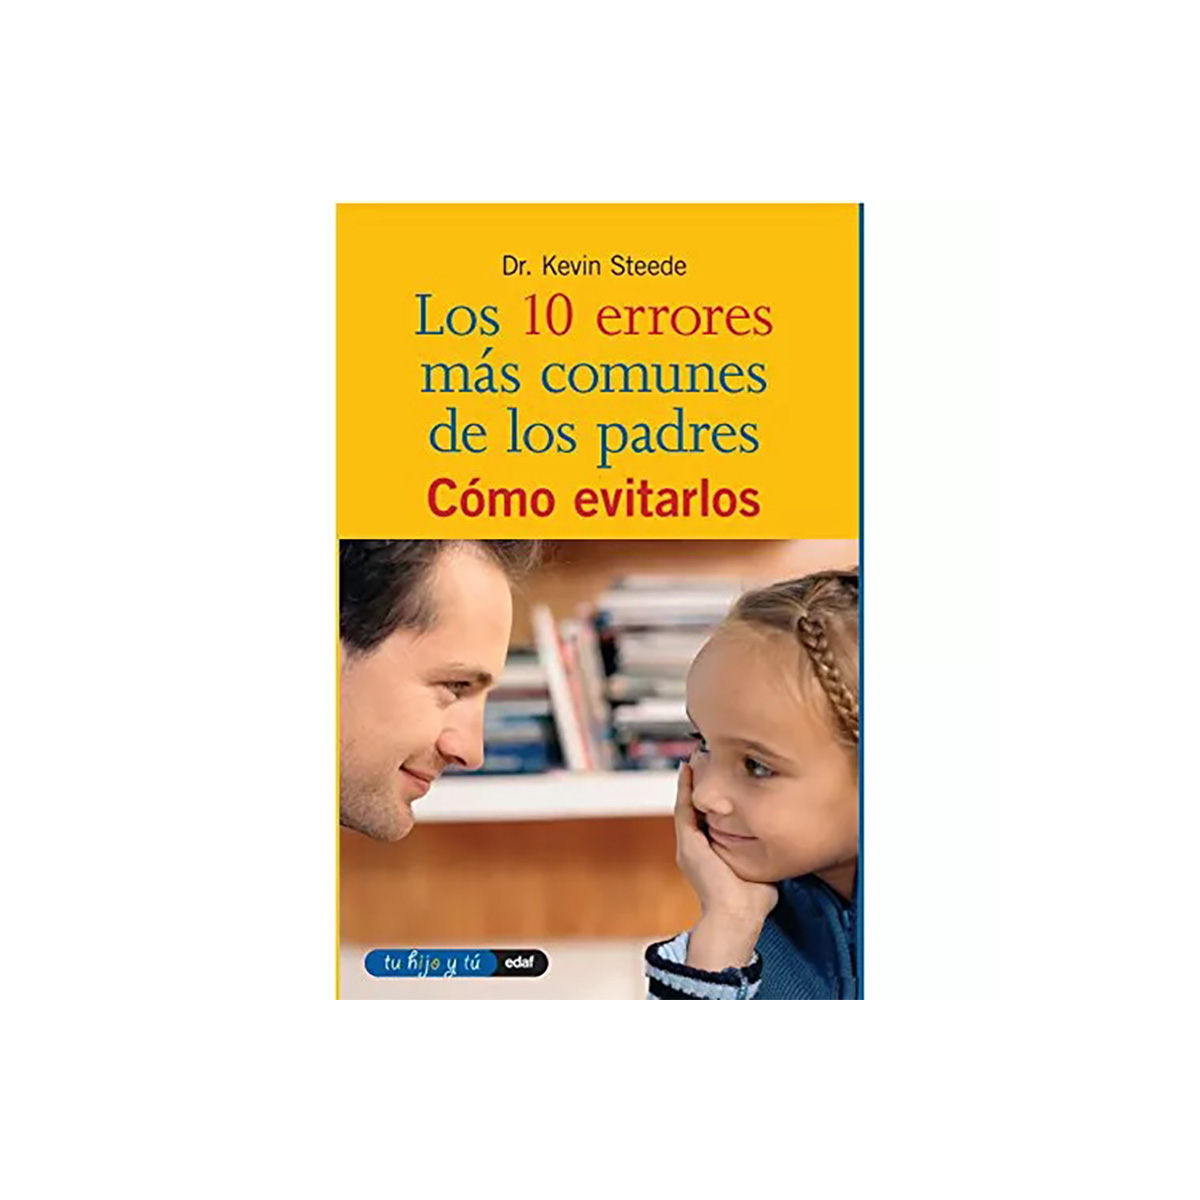 Dr. Kevin Steede
Los 10 errores
más comunes
de los padres
Cómo evitarlos
tu hijo y tú edaf